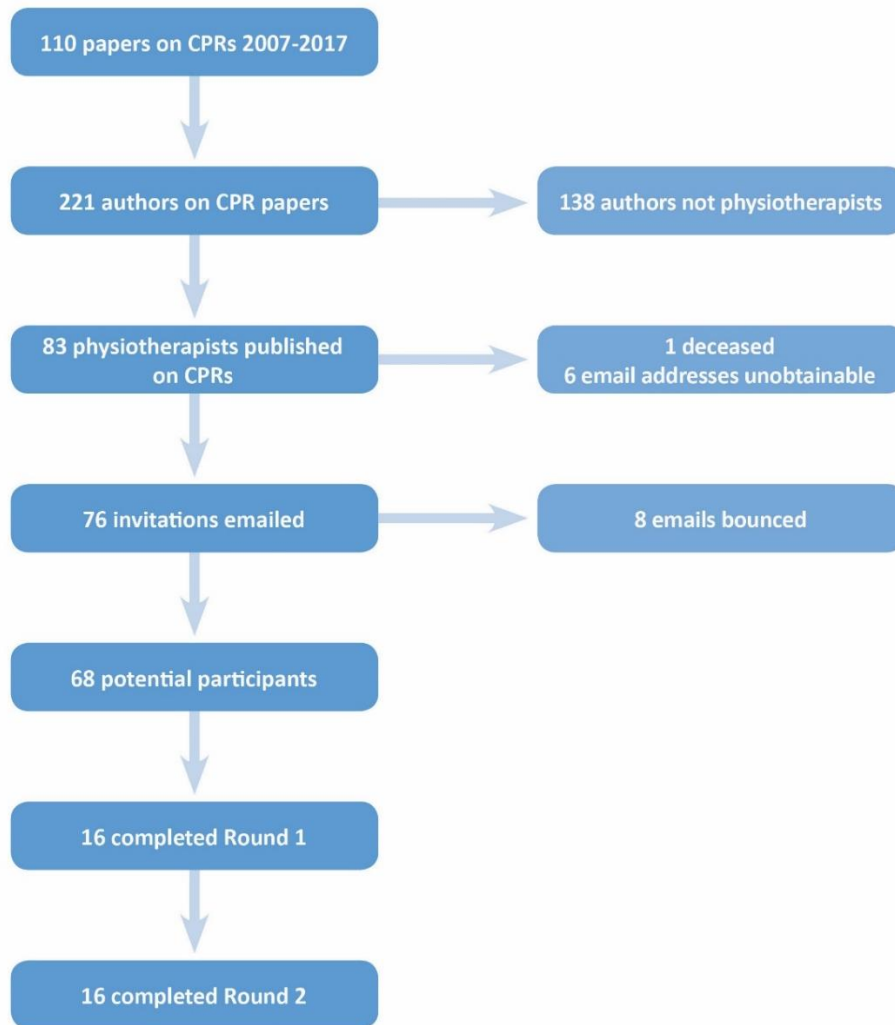 110 papers on CPRs 2007-2017
221 authors on CPR papers
138 authors not physiotherapists
83 physiotherapists published
on CPRs
1 deceased
6 email addresses unobtainable
76 invitations emailed
8 emails bounced
68 potential participants
16 completed Round 1
16 completed Round 2